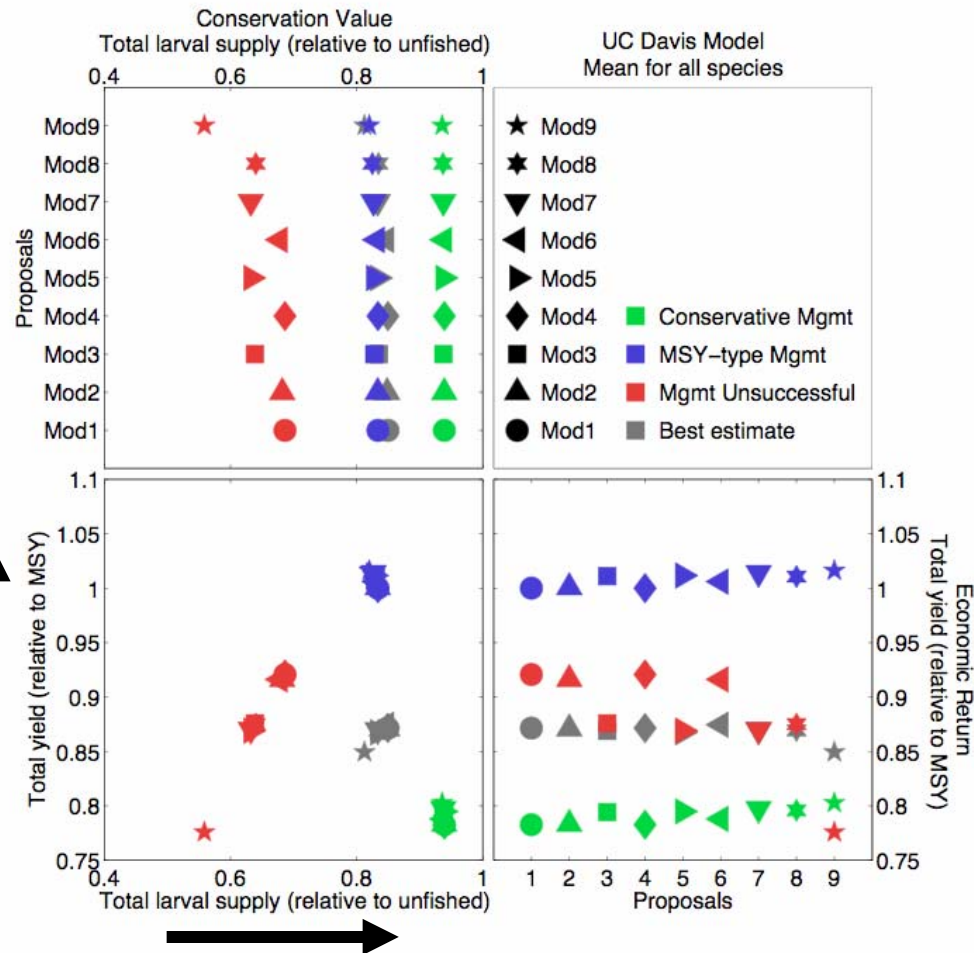 Conservation Value
Total larval supply (relative to unfished)
0.4 0.6 0.8 1
UC Davis Model
Mean for all species
Proposals
Mod9
Mod8
Mod7
Mod6
Mod5
Mod4
Mod3
Mod2
Mod1
Mod9
Mod8
Mod7
Mod6
Mod5
Mod4
Mod3
Mod2
Mod1
Conservative Mgmt
MSY-type Mgmt
Mgmt Unsuccessful
Best estimate
Total yield (relative to MSY)
1.1
1.05
1
0.95
0.9
0.85
0.8
0.75
0.4 0.6 0.8 1
Total larval supply (relative to unfished)
1 2 3 4 5 6 7 8 9
Proposals
1.1
1.05
1
0.95
0.9
0.85
0.8
0.75
Economic Return
Total yield (relative to MSY)